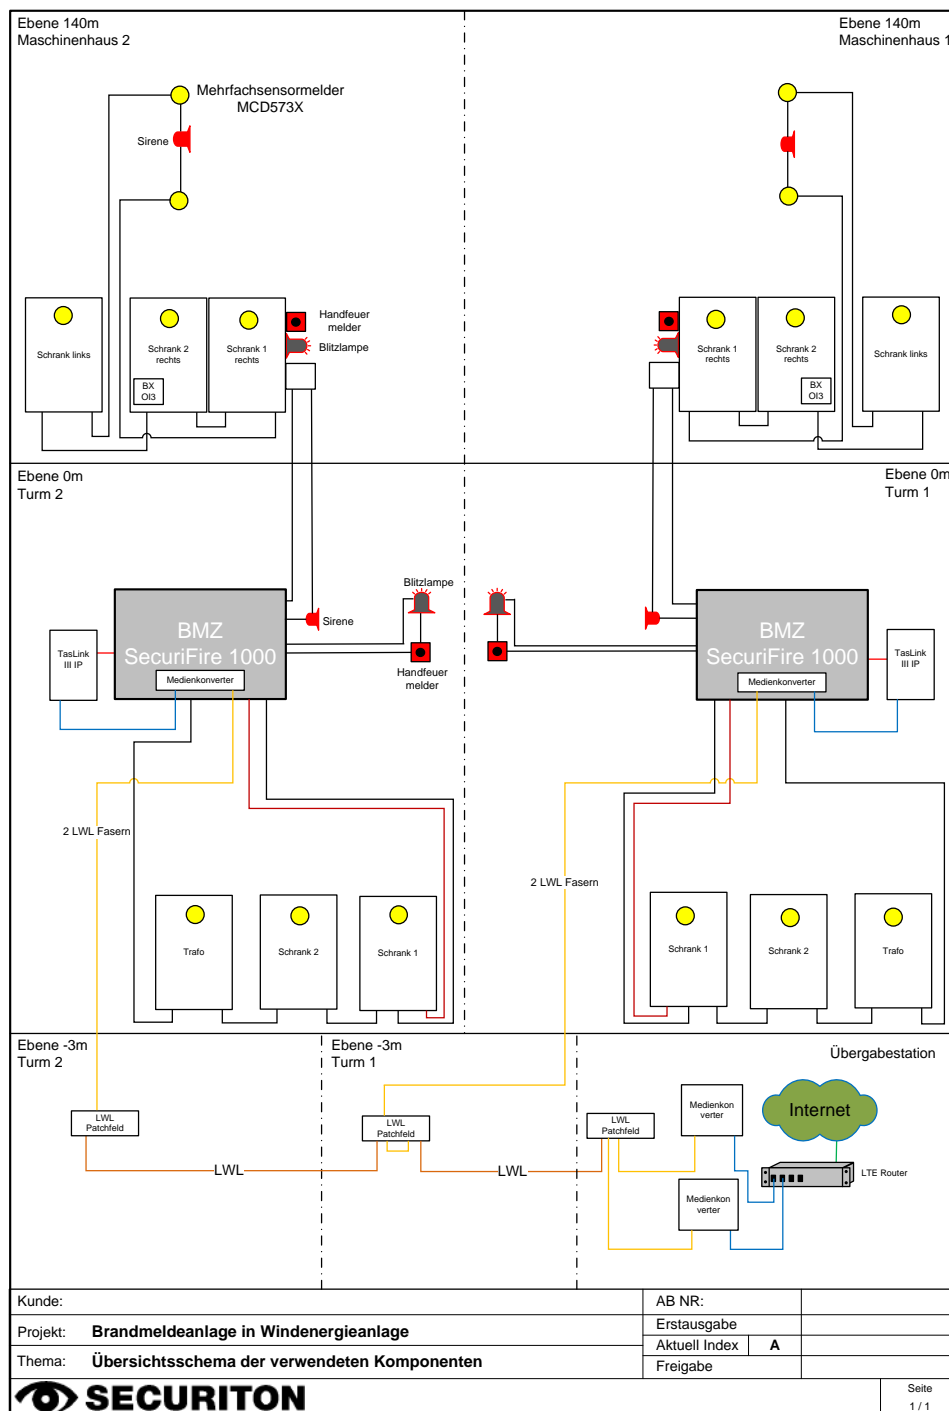 Ebene 140m
Maschinenhaus 2
Ebene 140m
Maschinenhaus 1
Mehrfachsensormelder
MCD573X
Sirene
Handfeuer
melder
Blitzlampe
Schrank links
Schrank 2
rechts
Schrank 1
rechts
BX
OI3
Schrank 1
rechts
Schrank 2
rechts
Schrank links
BX
OI3
Ebene 0m
Turm 2
Ebene 0m
Turm 1
Blitzlampe
Sirene
Handfeuer
melder
TasLink
III IP
BMZ
SecuriFire 1000
Medienkonverter
BMZ
SecuriFire 1000
Medienkonverter
TasLink
III IP
2 LWL Fasern
2 LWL Fasern
Trafo
Schrank 2
Schrank 1
Schrank 1
Schrank 2
Trafo
Ebene -3m
Turm 2
Ebene -3m
Turm 1
Übergabestation
LWL
Patchfeld
LWL
Patchfeld
LWL
Patchfeld
Medienkon
verter
Internet
LWL
LWL
LTE Router
Medienkon
verter
Kunde:
AB NR:
Projekt: Brandmeldeanlage in Windenergieanlage
Erstausgabe
Aktuell Index A
Thema: Übersichtsschema der verwendeten Komponenten
Freigabe
SECURITON
Seite
1 / 1